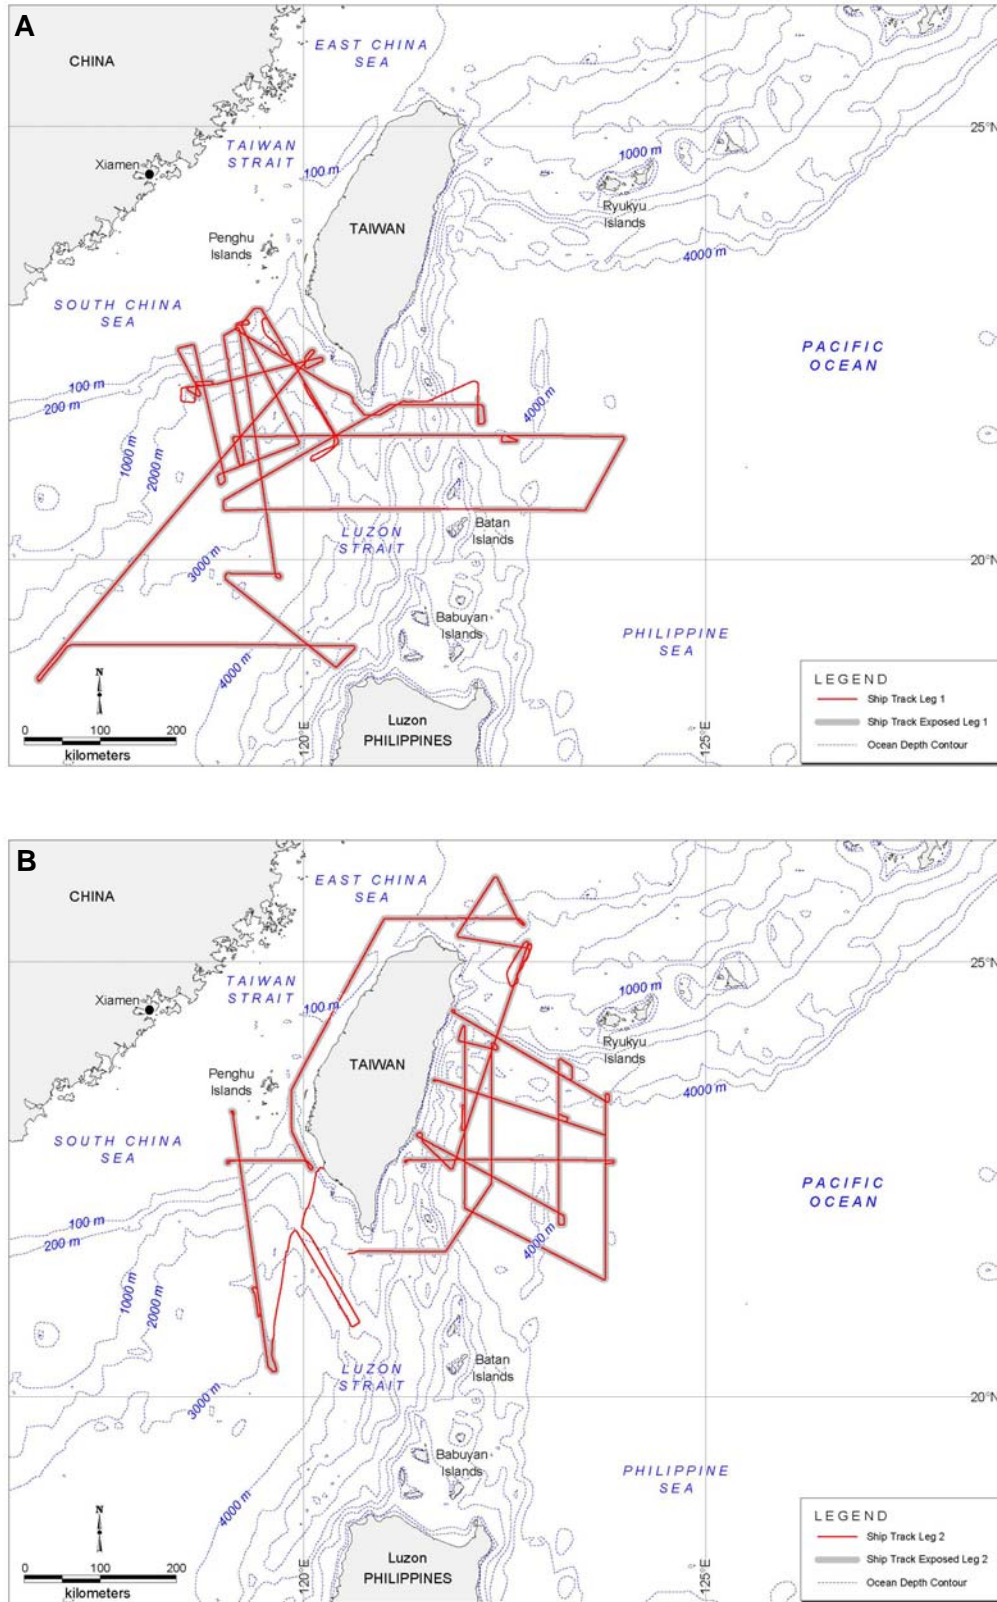 A
CHINA
EAST CHINA
SEA
Xiamen
TAIWAN
STRAIT
100 m
25°N
1000 m
Ryukyu
Islands
TAIWAN
Penghu
Islands
4000 m
SOUTH CHINA
SEA
PACIFIC
OCEAN
100 m
200 m
4000 m
1000 m
2000 m
LUZON
STRAIT
Batan
Islands
3000 m
20°N
Babuyan
Islands
PHILIPPINE
SEA
4000 m
N
Luzon
PHILIPPINES
120°E
125°E
0 100 200
kilometers
LEGEND
Ship Track Leg 1
Ship Track Exposed Leg 1
Ocean Depth Contour
B
CHINA
EAST CHINA
SEA
Xiamen
TAIWAN
STRAIT
100 m
25°N
1000 m
Ryukyu
Islands
TAIWAN
Penghu
Islands
4000 m
SOUTH CHINA
SEA
PACIFIC
OCEAN
100 m
200 m
4000 m
1000 m
2000 m
LUZON
STRAIT
Batan
Islands
3000 m
20°N
Babuyan
Islands
PHILIPPINE
SEA
4000 m
N
Luzon
PHILIPPINES
120°E
125°E
0 100 200
kilometers
LEGEND
Ship Track Leg 2
Ship Track Exposed Leg 2
Ocean Depth Contour